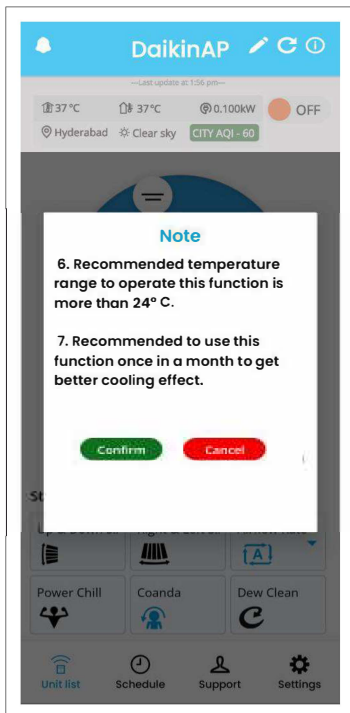 DaikinAP
—Last update at 1:56 pm—
37 °C 37°C 0.100kW OFF
Hyderabad Clear sky CITY AQI - 60
Note
6. Recommended temperature
range to operate this function is
more than 24° C.
7. Recommended to use this
function once in a month to get
better cooling effect.
Confirm Cancel
St
Power Chill Coanda Dew Clean
Unit list Schedule Support Settings